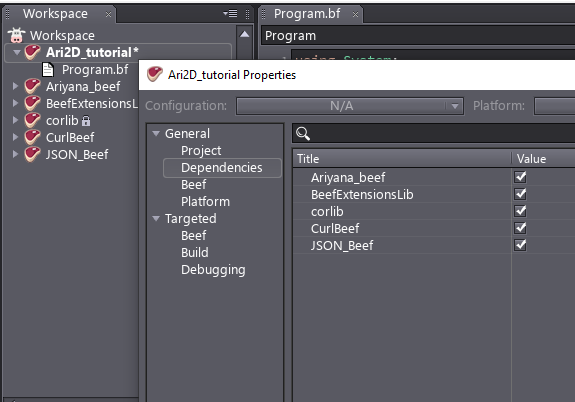 Workspace
Program.bf
Workspace
Ari2D_tutorial*
Program.bf
Ariyana_beef
BeefExtensionsL
corlib
CurlBeef
JSON_Beef
Program
using System;
Ari2D_tutorial Properties
Configuration:
N/A
Platform:
General
Project
Dependencies
Beef
Platform
Targeted
Beef
Build
Debugging
Title
Value
Ariyana_beef
BeefExtensionsLib
corlib
CurlBeef
JSON_Beef